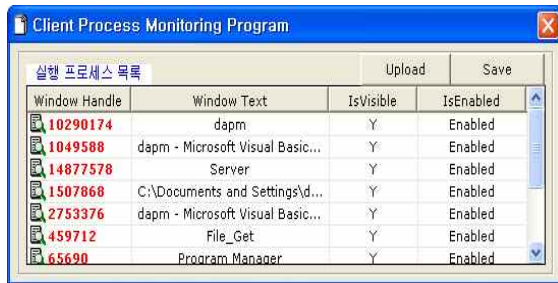 Client Process Monitoring Program
실행 프로세스 목록 Upload Save
Window Handle Window Text IsVisible IsEnabled
10290174 dapm Y Enabled
1049588 dapm - Microsoft Visual Basic... Y Enabled
14877578 Server Y Enabled
1507868 C:\Documents and Settings\d... Y Enabled
2753376 dapm - Microsoft Visual Basic... Y Enabled
459712 File_Get Y Enabled
65690 Program Manager Y Enabled